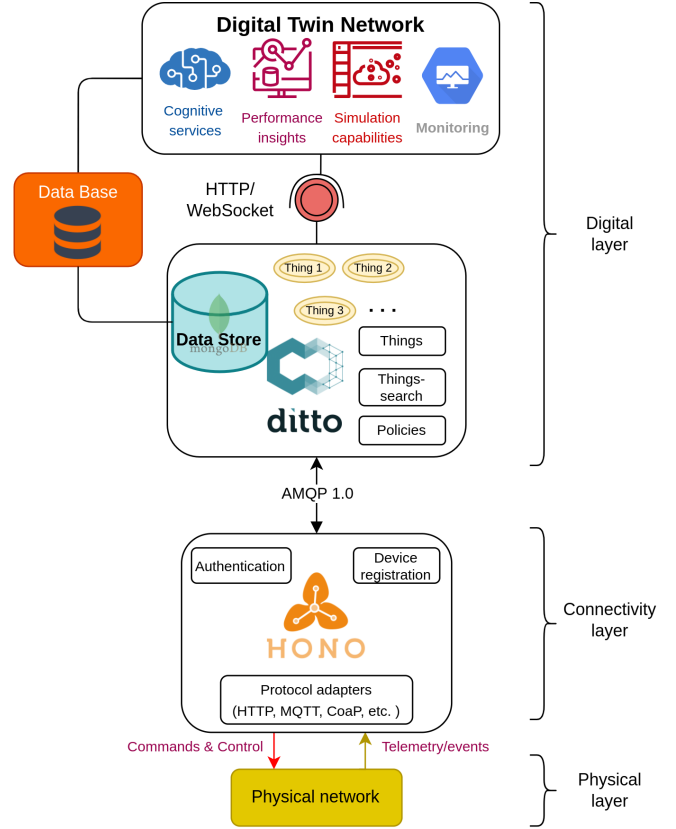 Digital Twin Network
Cognitive
services
Performance
insights
Simulation
capabilities
Monitoring
HTTP/
WebSocket
Data Base
Digital
layer
Thing 1
Thing 2
Thing 3
...
Data Store
mongoDB
Things
Things-
search
Policies
ditto
AMQP 1.0
Authentication
Device
registration
HONO
Connectivity
layer
Protocol adapters
(HTTP, MQTT, CoaP, etc. )
Commands & Control
Telemetry/events
Physical network
Physical
layer